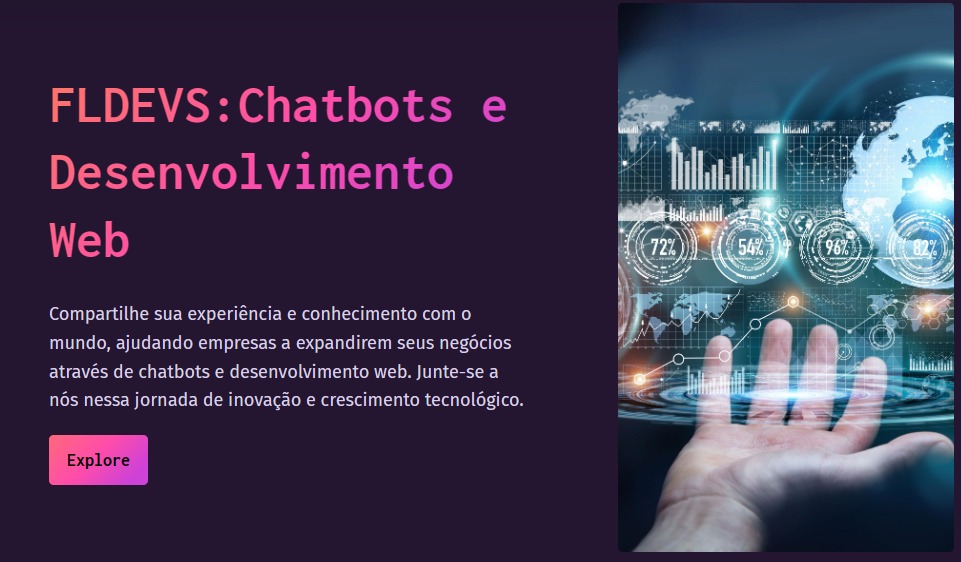 FLDEVS:Chatbots e
Desenvolvimento
Web
Compartilhe sua experiência e conhecimento com o
mundo, ajudando empresas a expandirem seus negócios
através de chatbots e desenvolvimento web. Junte-se a
nós nessa jornada de inovação e crescimento tecnológico.
Explore
72%
54%
96%
82%